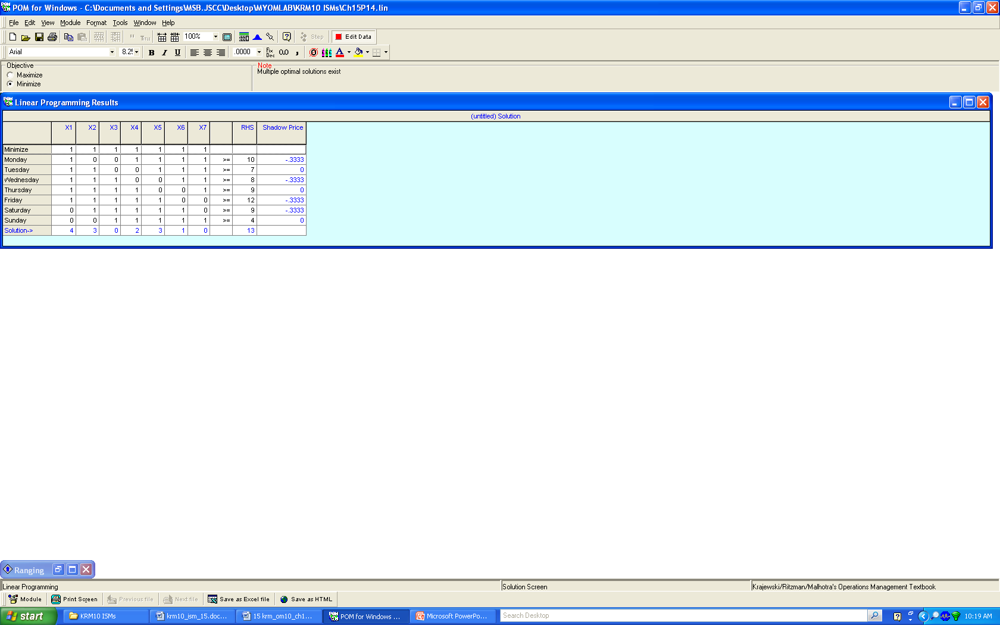 POM for Windows - C:\Documents and Settings\MSB.JSCC\Desktop\MYOMLAB\KRM10 ISMs\Ch15P14.lin
File Edit View Module Format Tools Window Help
TITLE 100% Step Edit Data
Arial 8.25 B I U .0000 Fix Dec 0.0 , A
Objective
Maximize
Minimize
Note
Multiple optimal solutions exist
Linear Programming Results
(untitled) Solution
X1 X2 X3 X4 X5 X6 X7 RHS Shadow Price
Minimize 1 1 1 1 1 1 1
Monday 1 0 0 1 1 1 1 >= 10 -.3333
Tuesday 1 1 0 0 1 1 1 >= 7 0
Wednesday 1 1 1 0 0 1 1 >= 8 -.3333
Thursday 1 1 1 1 0 0 1 >= 9 0
Friday 1 1 1 1 1 0 0 >= 12 -.3333
Saturday 0 1 1 1 1 1 0 >= 9 -.3333
Sunday 0 0 1 1 1 1 1 >= 4 0
Solution-> 4 3 0 2 3 1 0 13
Ranging
Linear Programming Solution Screen Krajewski/Ritzman/Malhotra's Operations Management Textbook
Module Print Screen Previous file Next file Save as Excel file Save as HTML
start KRM10 ISMs krm10_ism_15.doc... 15 krm_om10_ch1... POM for Windows ... Microsoft PowerPo... Search Desktop 10:19 AM